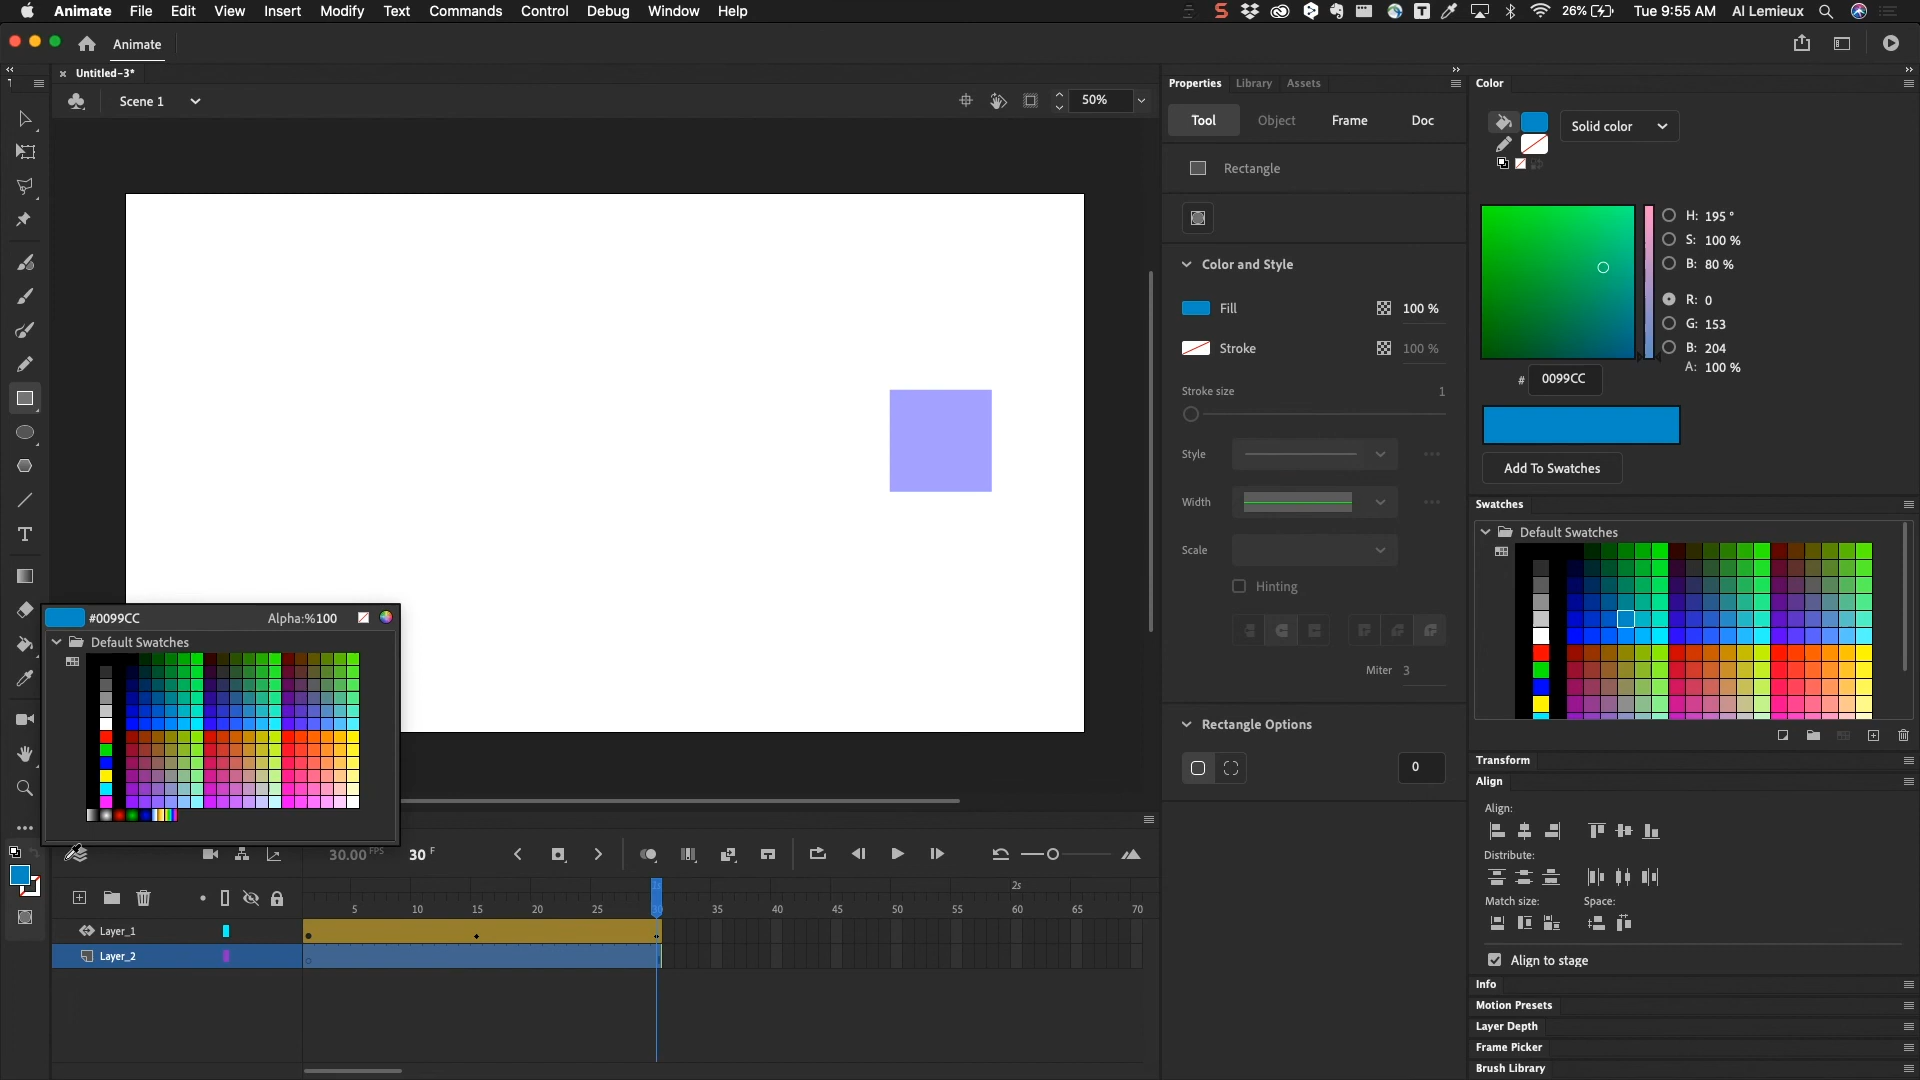 Animate File Edit View Insert Modify Text Commands Control Debug Window Help 26% Tue 9:55 AM Al Lemieux
Animate
Untitled-3*
Scene 1
50%
Properties Library Assets
Tool Object Frame Doc
Rectangle
Color and Style
Fill 100 %
Stroke 100 %
Stroke size 1
Style
Width
Scale
Hinting
Miter 3
Rectangle Options
0
Color
Solid color
H: 195 °
S: 100 %
B: 80 %
R: 0
G: 153
B: 204
A: 100 %
# 0099CC
Add To Swatches
Swatches
Default Swatches
Transform
Align
Align:
Distribute:
Match size: Space:
Align to stage
Info
Motion Presets
Layer Depth
Frame Picker
Brush Library
#0099CC Alpha:%100
Default Swatches
30.00 FPS 30 F
1s 2s
5 10 15 20 25 30 35 40 45 50 55 60 65 70
Layer_1
Layer_2